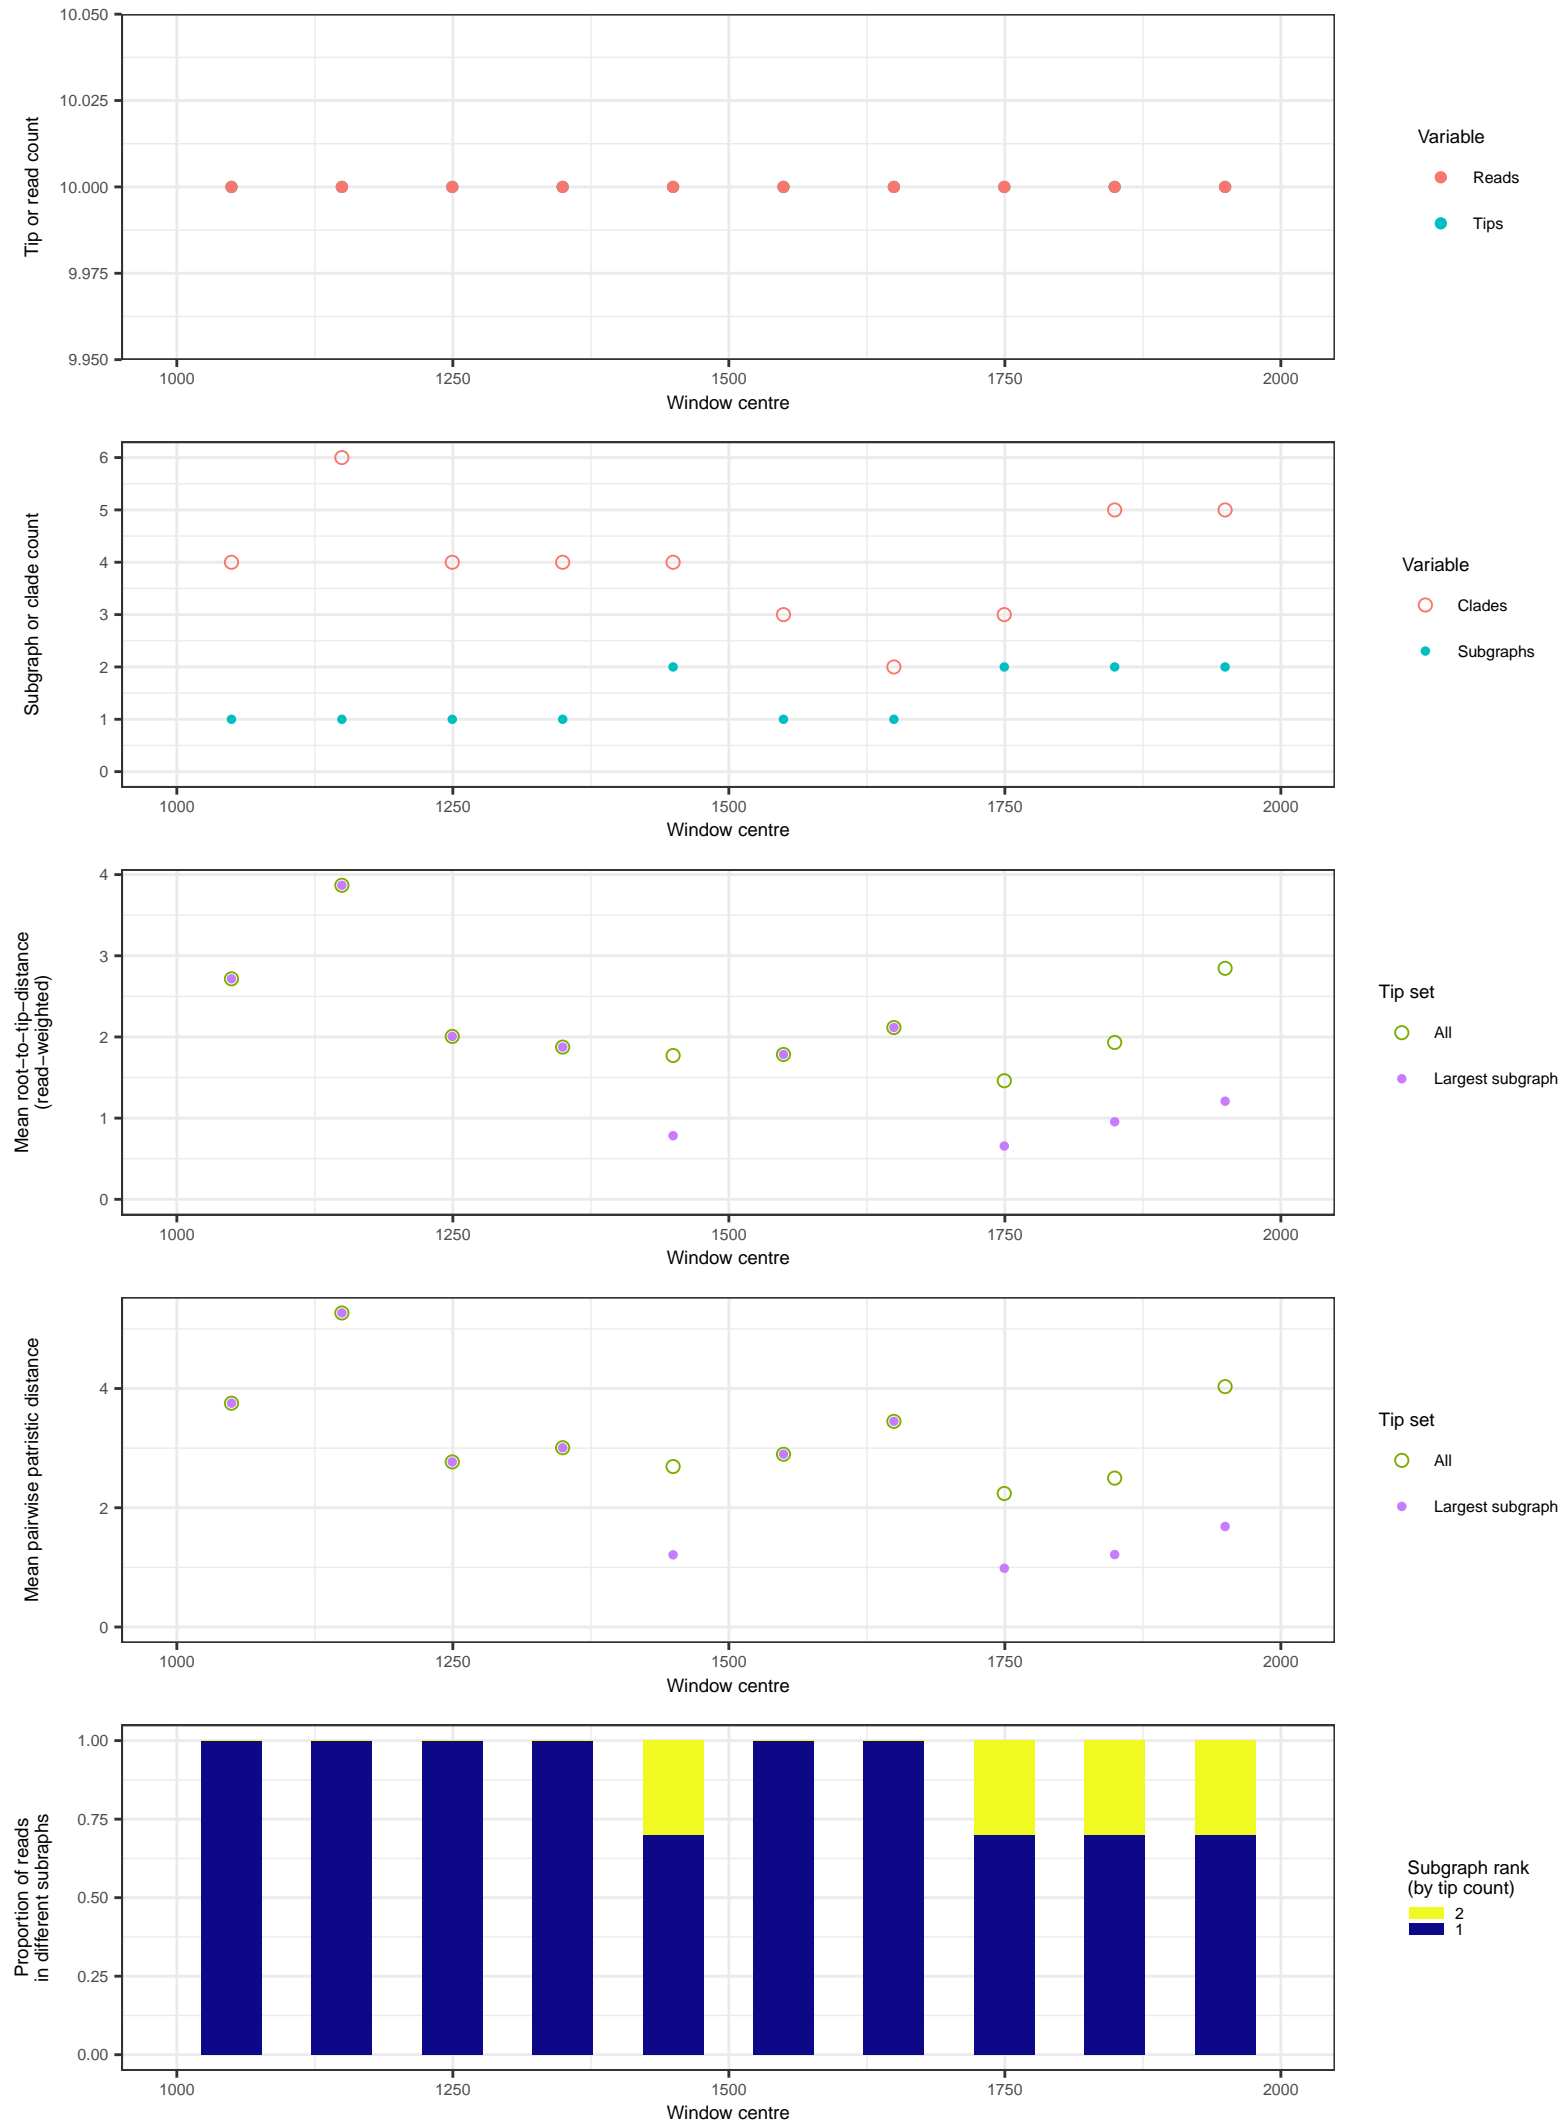 10.050
10.025
10.000
9.975
9.950
Tip or read count
1000 1250 1500 1750 2000
Window centre
Variable
Reads
Tips
6
5
4
3
2
1
0
Subgraph or clade count
1000 1250 1500 1750 2000
Window centre
Variable
Clades
Subgraphs
4
3
2
1
0
Mean root−to−tip−distance
(read−weighted)
1000 1250 1500 1750 2000
Window centre
Tip set
All
Largest subgraph
4
2
0
Mean pairwise patristic distance
1000 1250 1500 1750 2000
Window centre
Tip set
All
Largest subgraph
1.00
0.75
0.50
0.25
0.00
Proportion of reads
in different subraphs
1000 1250 1500 1750 2000
Window centre
Subgraph rank
(by tip count)
2
1